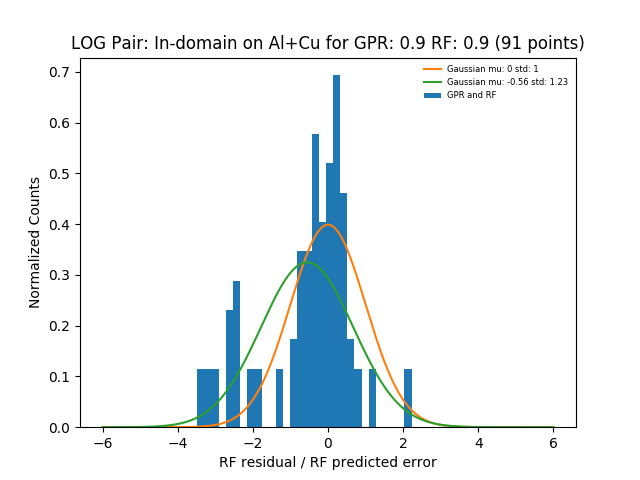 LOG Pair: In-domain on Al+Cu for GPR: 0.9 RF: 0.9 (91 points)
Gaussian mu: 0 std: 1
Gaussian mu: -0.56 std: 1.23
GPR and RF
Normalized Counts
0.7
0.6
0.5
0.4
0.3
0.2
0.1
0.0
−6 −4 −2 0 2 4 6
RF residual / RF predicted error